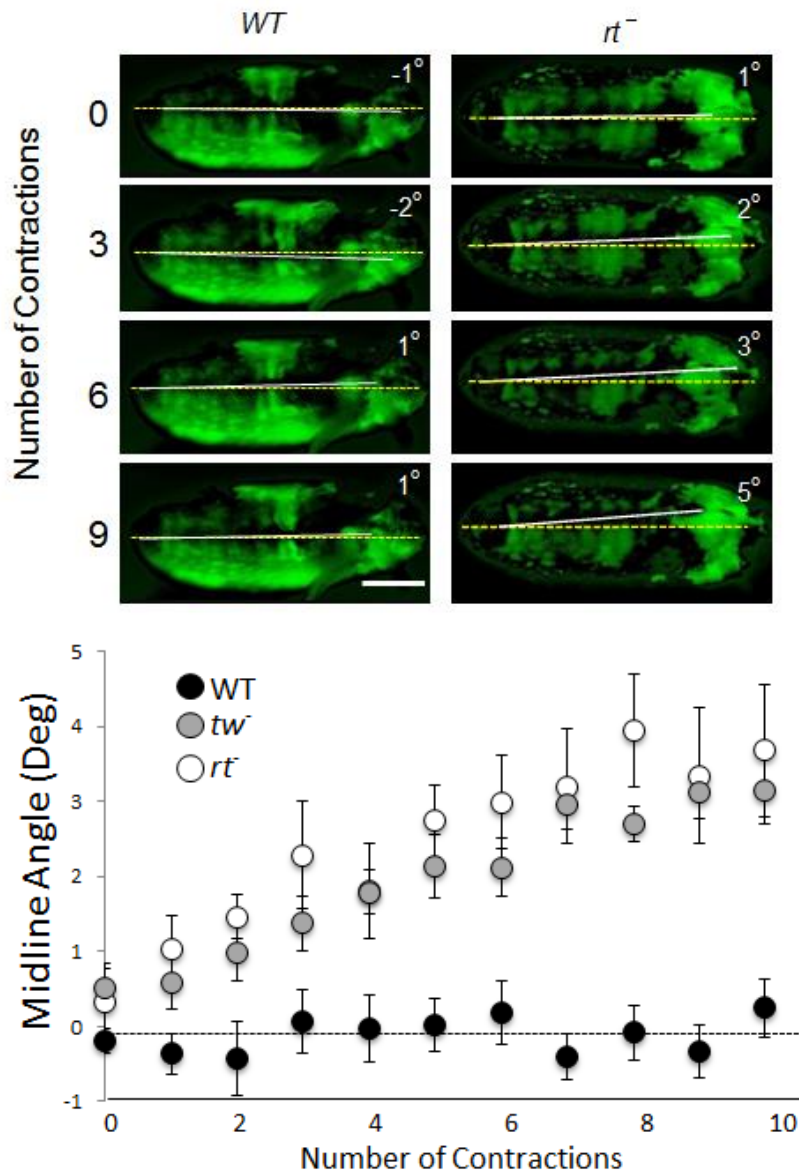 WT rt⁻
Number of Contractions
0 -1° 1°
3 -2° 2°
6 1° 3°
9 1° 5°
Midline Angle (Deg)
5
4
3
2
1
0
-1
WT
tw⁻
rt⁻
0 2 4 6 8 10
Number of Contractions